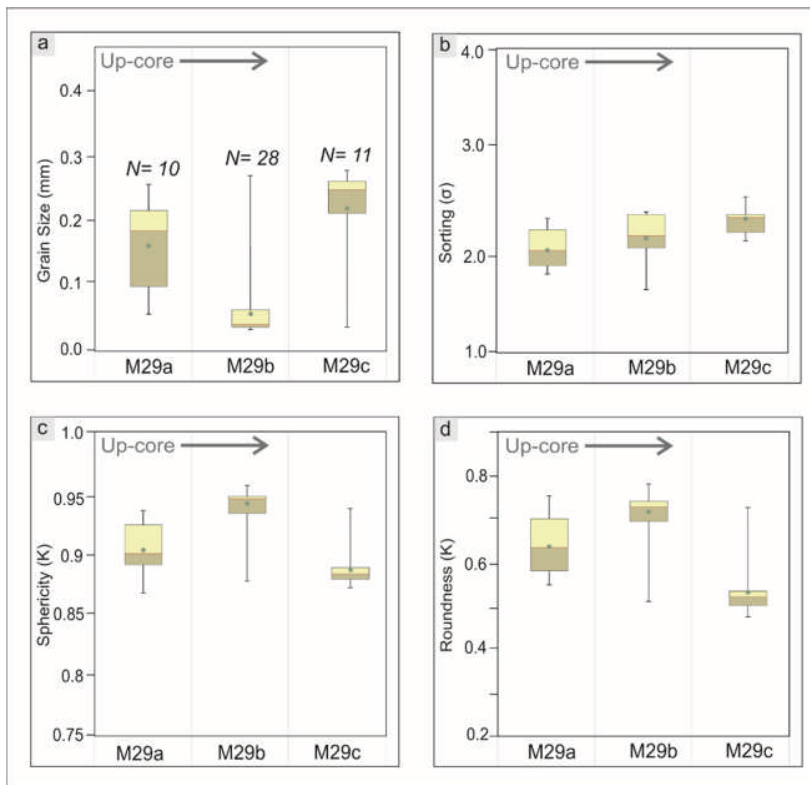 a
Up-core
0.4
0.3
0.2
0.1
0.0
Grain Size (mm)
N= 10
N= 28
N= 11
M29a
M29b
M29c
b
Up-core
4.0
3.0
2.0
1.0
Sorting (σ)
M29a
M29b
M29c
c
Up-core
1.0
0.95
0.9
0.85
0.8
0.75
Sphericity (K)
M29a
M29b
M29c
d
Up-core
0.8
0.6
0.4
0.2
Roundness (K)
M29a
M29b
M29c